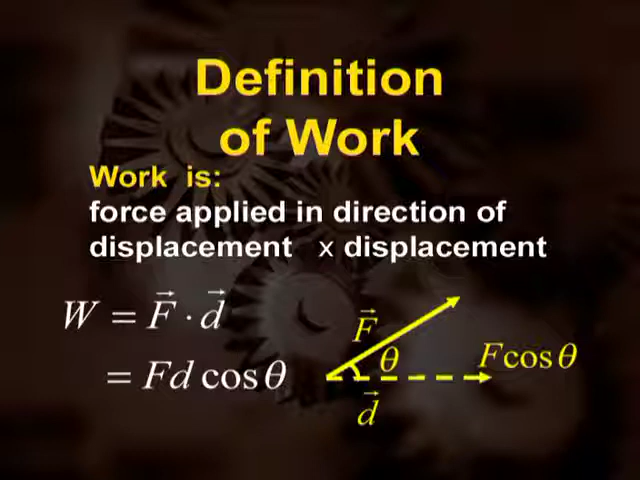 Definition
of Work
Work is:
force applied in direction of
displacement x displacement
W = F⃗ · d⃗
= Fd cos θ
F⃗
θ
F cos θ
d⃗